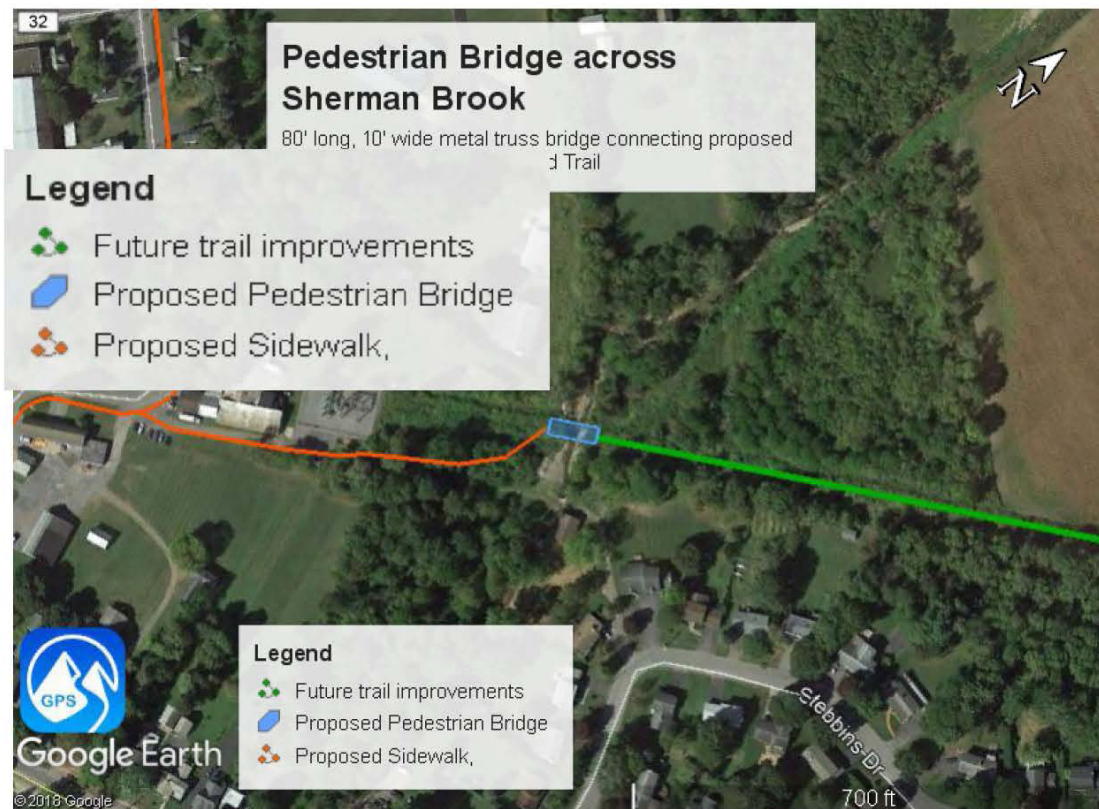 32
Pedestrian Bridge across
Sherman Brook
80' long, 10' wide metal truss bridge connecting proposed
d Trail
N
Legend
Future trail improvements
Proposed Pedestrian Bridge
Proposed Sidewalk,
Legend
Future trail improvements
Proposed Pedestrian Bridge
Proposed Sidewalk,
GPS
Google Earth
©2018 Google
Stebbins Dr
700 ft